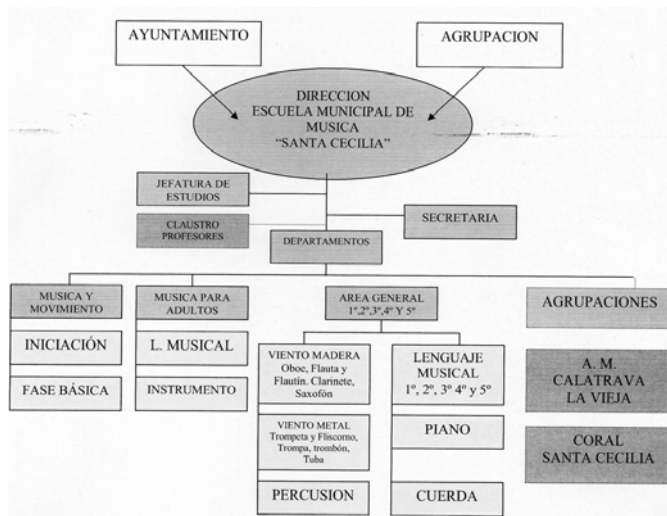 AYUNTAMIENTO
AGRUPACION
DIRECCION
ESCUELA MUNICIPAL DE
MUSICA
“SANTA CECILIA”
JEFATURA DE
ESTUDIOS
CLAUSTRO
PROFESORES
SECRETARIA
DEPARTAMENTOS
MUSICA Y
MOVIMIENTO
INICIACIÓN
FASE BÁSICA
MUSICA PARA
ADULTOS
L. MUSICAL
INSTRUMENTO
AREA GENERAL
1º,2º,3º,4º Y 5º
VIENTO MADERA
Oboe, Flauta y
Flautín. Clarinete,
Saxofón
VIENTO METAL
Trompeta y Fliscorno,
Trompa, trombón,
Tuba
PERCUSION
LENGUAJE
MUSICAL
1º, 2º, 3º 4º y 5º
PIANO
CUERDA
AGRUPACIONES
A. M.
CALATRAVA
LA VIEJA
CORAL
SANTA CECILIA